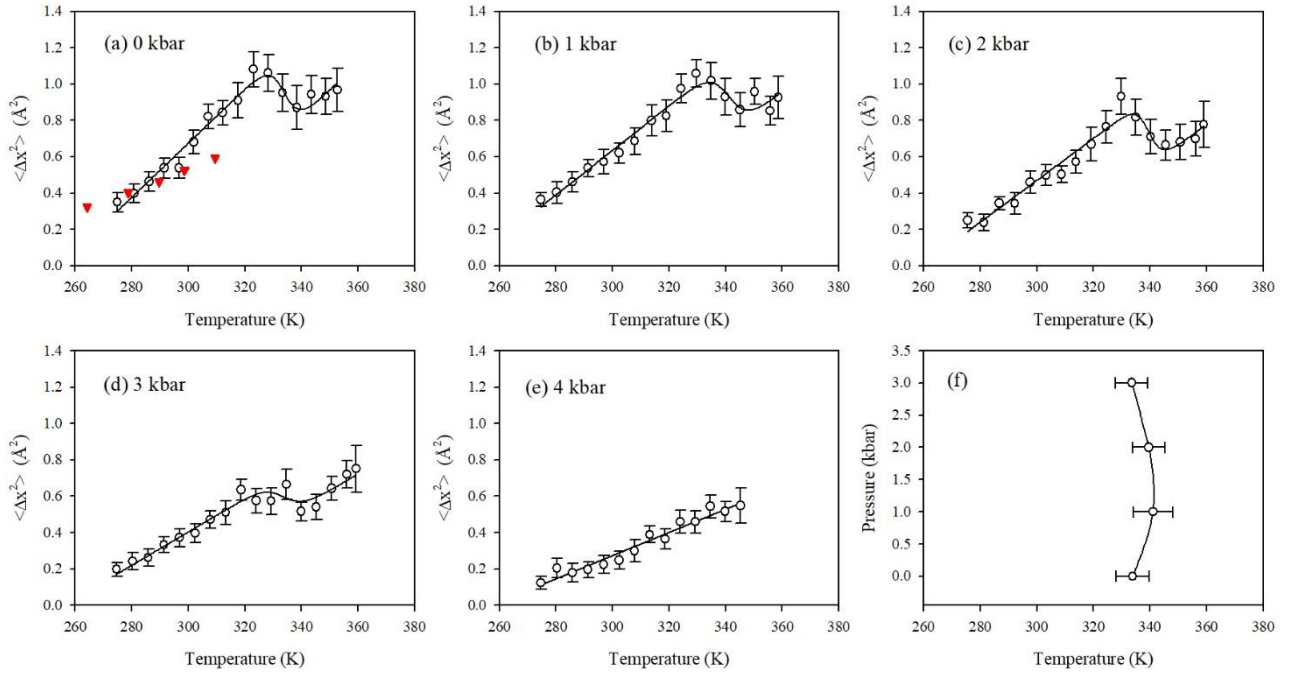 (a) 0 kbar
<Δx²> (Å²)
1.4
1.2
1.0
0.8
0.6
0.4
0.2
0.0
260 280 300 320 340 360 380
Temperature (K)
(b) 1 kbar
<Δx²> (Å²)
1.4
1.2
1.0
0.8
0.6
0.4
0.2
0.0
260 280 300 320 340 360 380
Temperature (K)
(c) 2 kbar
<Δx²> (Å²)
1.4
1.2
1.0
0.8
0.6
0.4
0.2
0.0
260 280 300 320 340 360 380
Temperature (K)
(d) 3 kbar
<Δx²> (Å²)
1.4
1.2
1.0
0.8
0.6
0.4
0.2
0.0
260 280 300 320 340 360 380
Temperature (K)
(e) 4 kbar
<Δx²> (Å²)
1.4
1.2
1.0
0.8
0.6
0.4
0.2
0.0
260 280 300 320 340 360 380
Temperature (K)
(f)
Pressure (kbar)
3.5
3.0
2.5
2.0
1.5
1.0
0.5
0.0
260 280 300 320 340 360 380
Temperature (K)